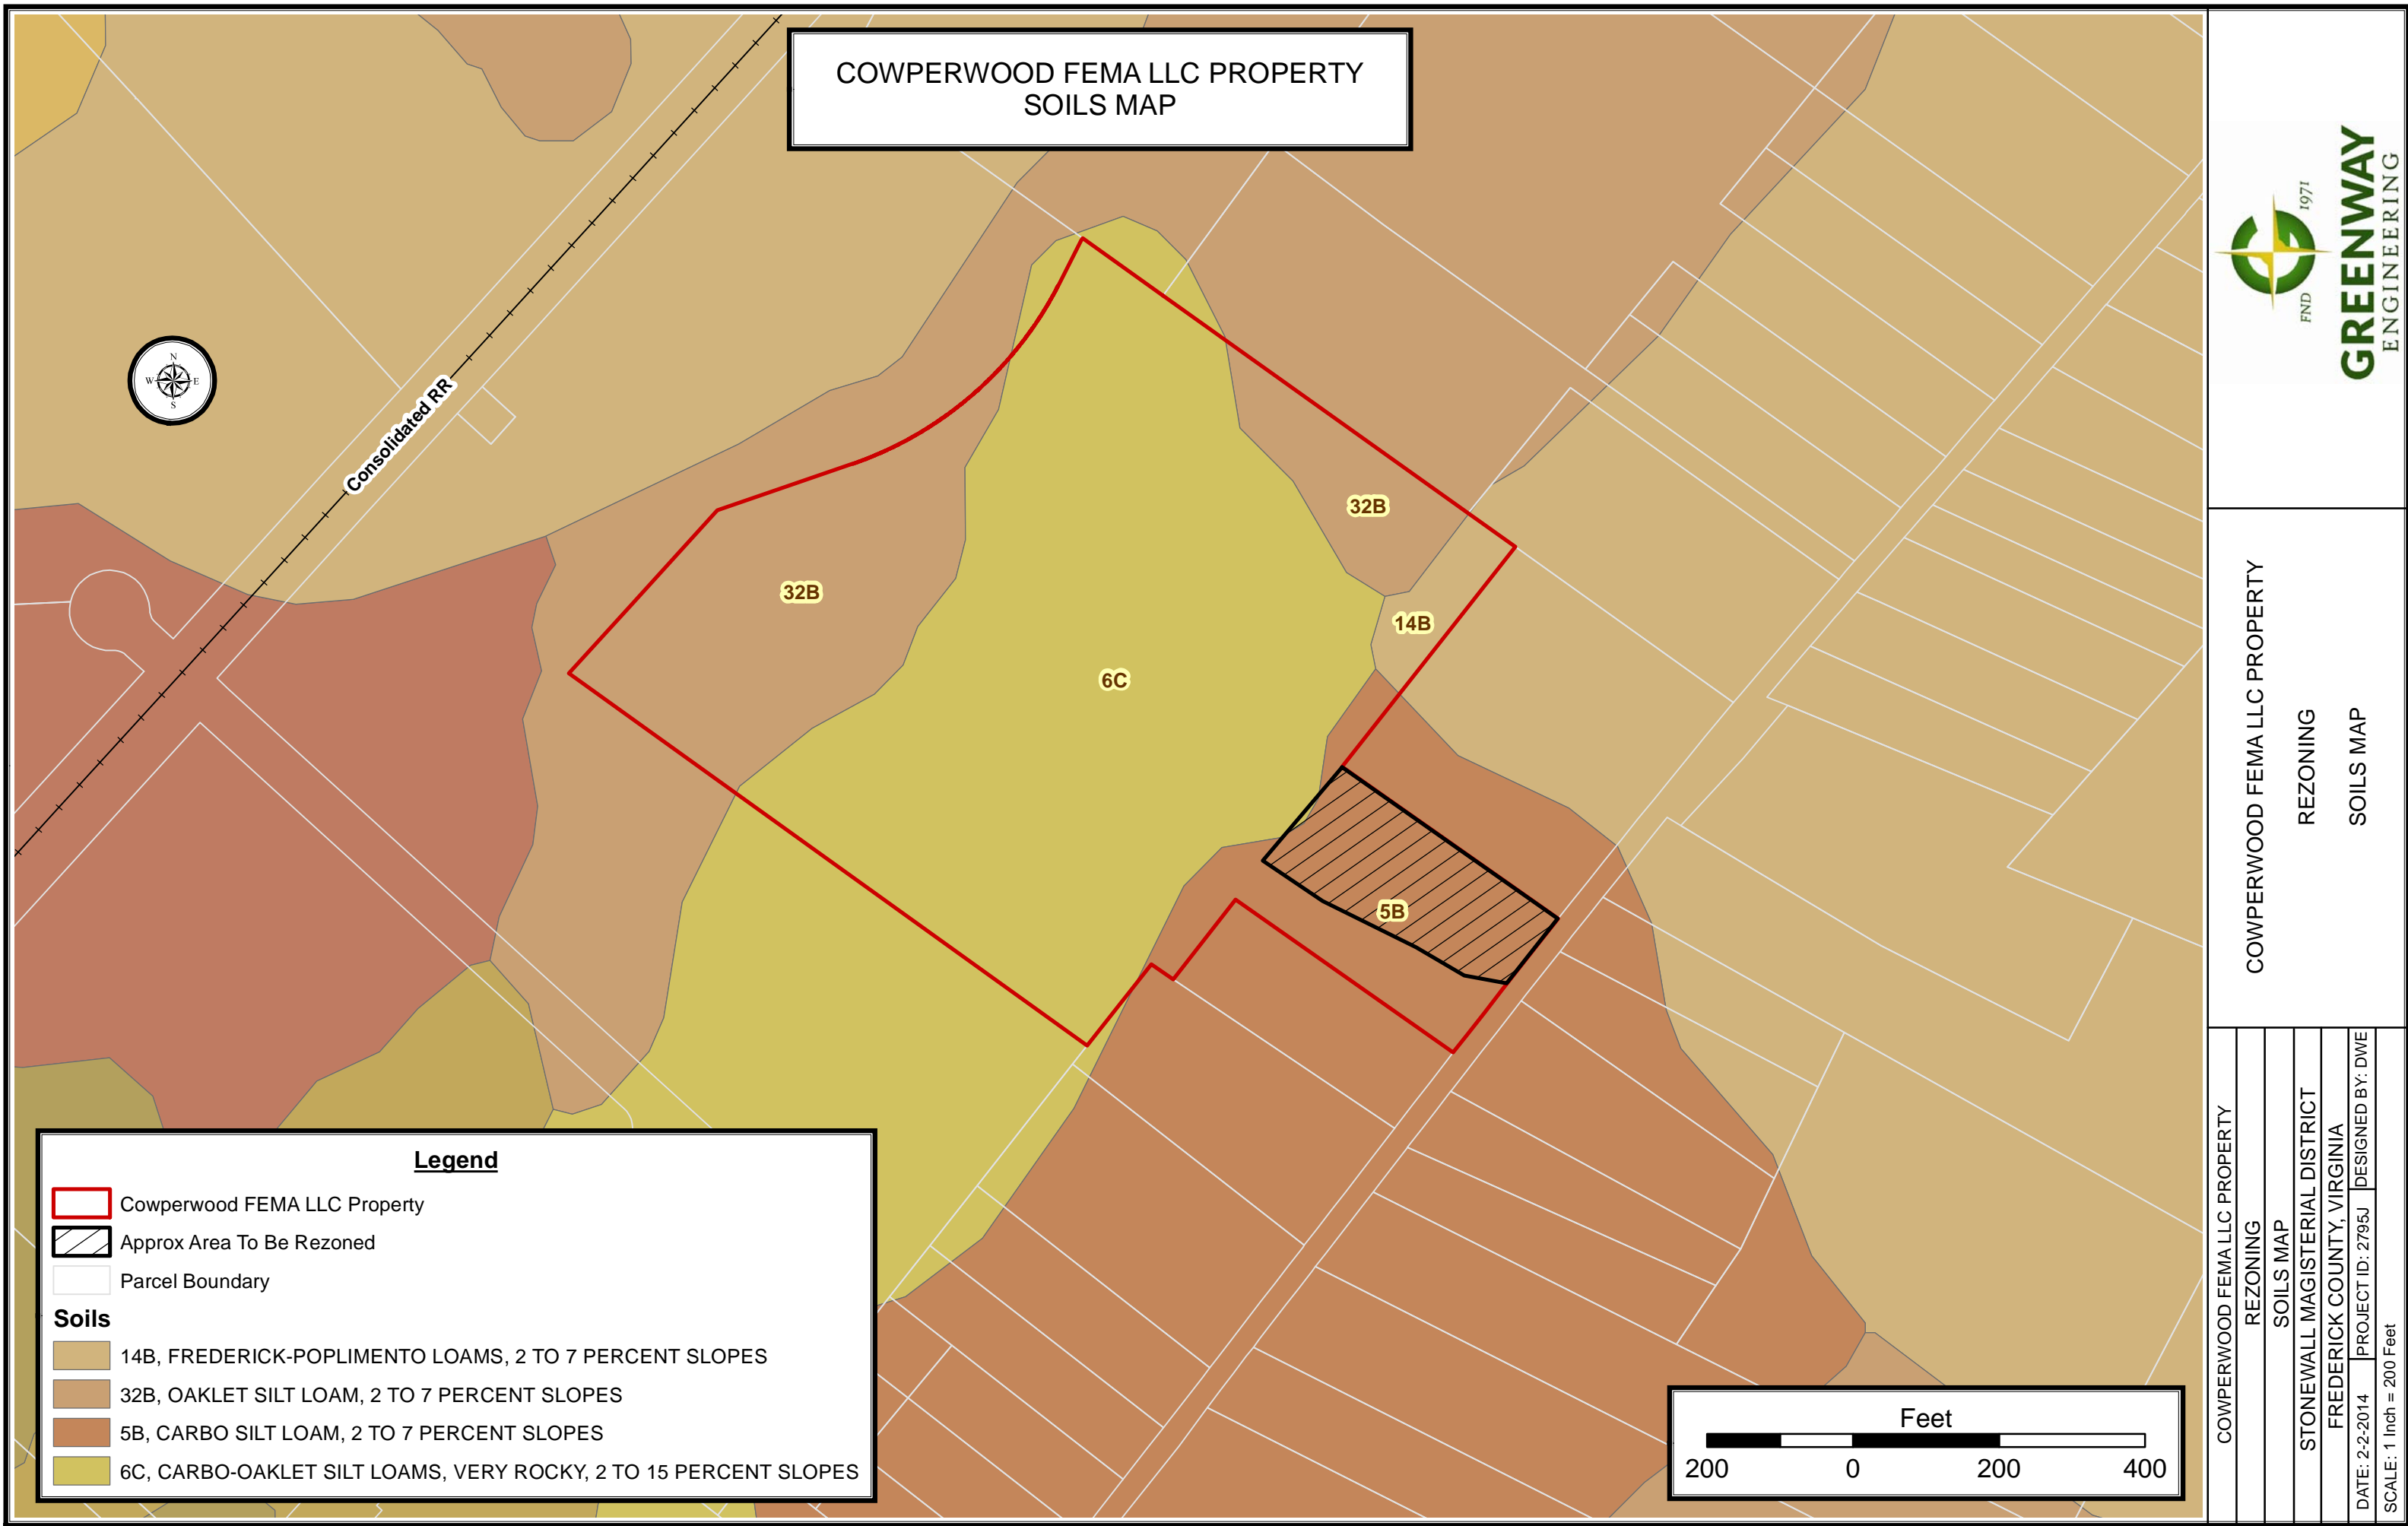 COWPERWOOD FEMA LLC PROPERTY
SOILS MAP
N
W E
S
Consolidated RR
32B
32B
14B
6C
5B
Legend
Cowperwood FEMA LLC Property
Approx Area To Be Rezoned
Parcel Boundary
Soils
14B, FREDERICK-POPLIMENTO LOAMS, 2 TO 7 PERCENT SLOPES
32B, OAKLET SILT LOAM, 2 TO 7 PERCENT SLOPES
5B, CARBO SILT LOAM, 2 TO 7 PERCENT SLOPES
6C, CARBO-OAKLET SILT LOAMS, VERY ROCKY, 2 TO 15 PERCENT SLOPES
Feet
200 0 200 400
FND 1971
GREENWAY
ENGINEERING
COWPERWOOD FEMA LLC PROPERTY
REZONING
SOILS MAP
COWPERWOOD FEMA LLC PROPERTY
REZONING
SOILS MAP
STONEWALL MAGISTERIAL DISTRICT
FREDERICK COUNTY, VIRGINIA
DATE: 2-2-2014 PROJECT ID: 2795J DESIGNED BY: DWE
SCALE: 1 Inch = 200 Feet